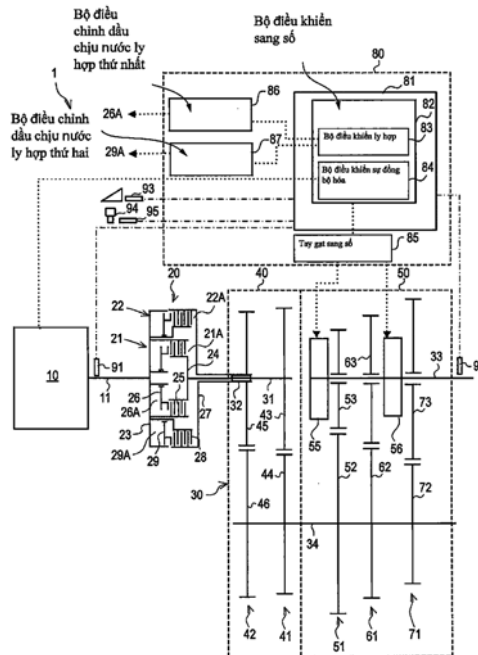 Bộ điều
chỉnh dầu
chịu nước ly
hợp thứ nhất
Bộ điều khiển
sang số
1
Bộ điều chỉnh
dầu chịu nước
ly hợp thứ hai
80
81
82
83
84
85
86
87
26A
29A
Bộ điều khiển ly hợp
Bộ điều khiển sự đồng
bộ hóa
Tay gạt sang số
93
94
95
20
40
50
22
22A
21
21A
24
10
91
11
25
26
26A
27
23
29A
29
28
32
31
43
45
44
46
30
63
53
55
56
33
73
52
62
72
34
42
41
51
61
71